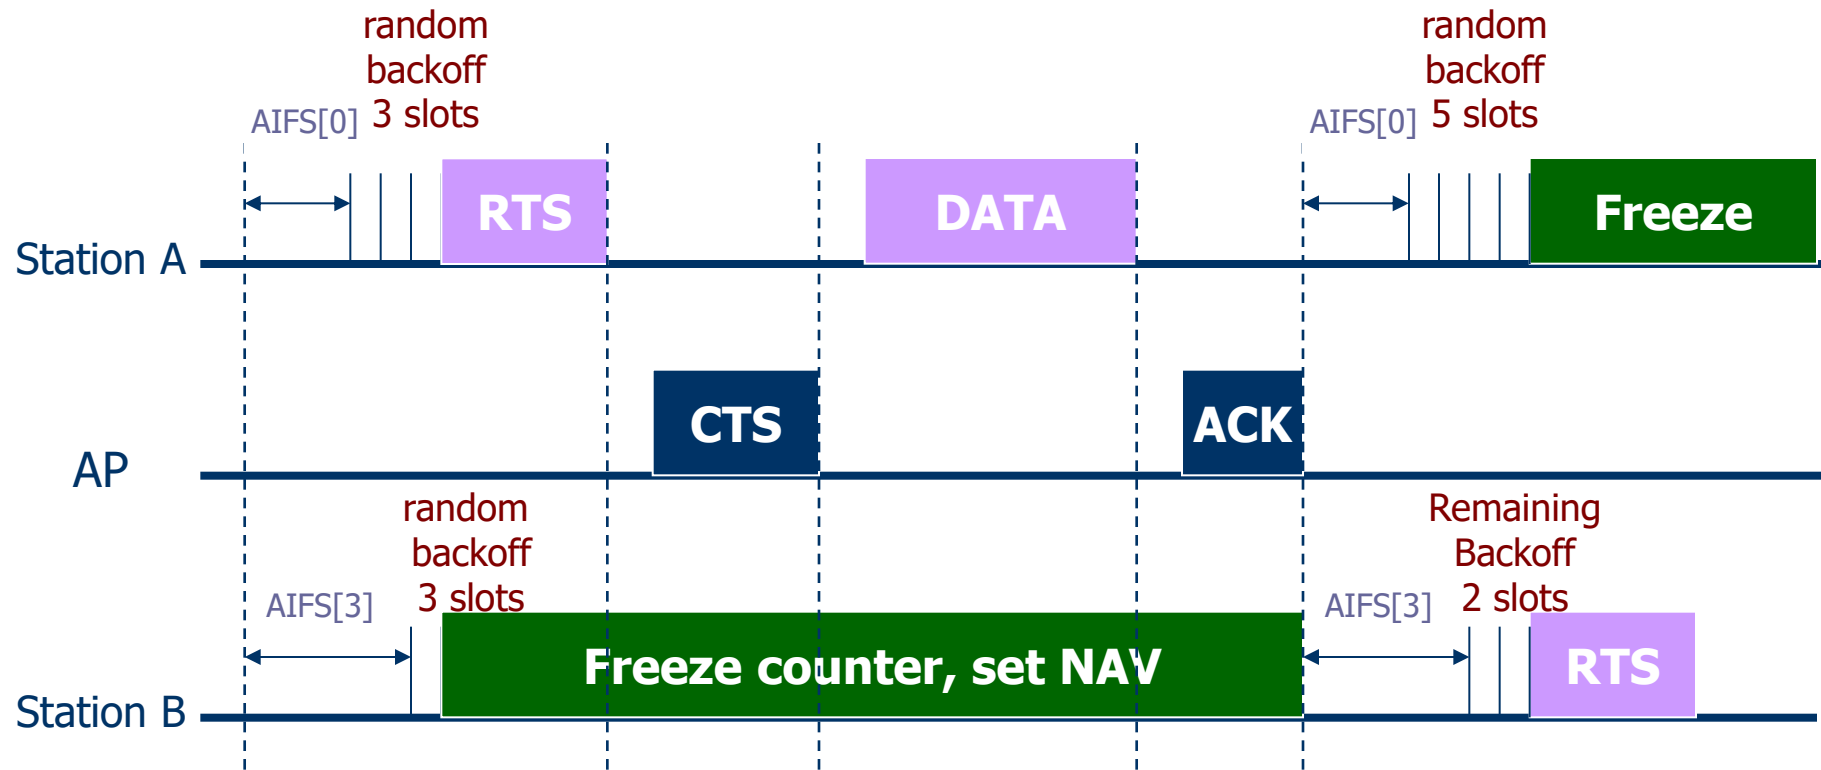 random
backoff
3 slots
AIFS[0]
random
backoff
5 slots
AIFS[0]
Station A
RTS
DATA
Freeze
AP
CTS
ACK
random
backoff
3 slots
AIFS[3]
Remaining
Backoff
2 slots
AIFS[3]
Station B
Freeze counter, set NAV
RTS